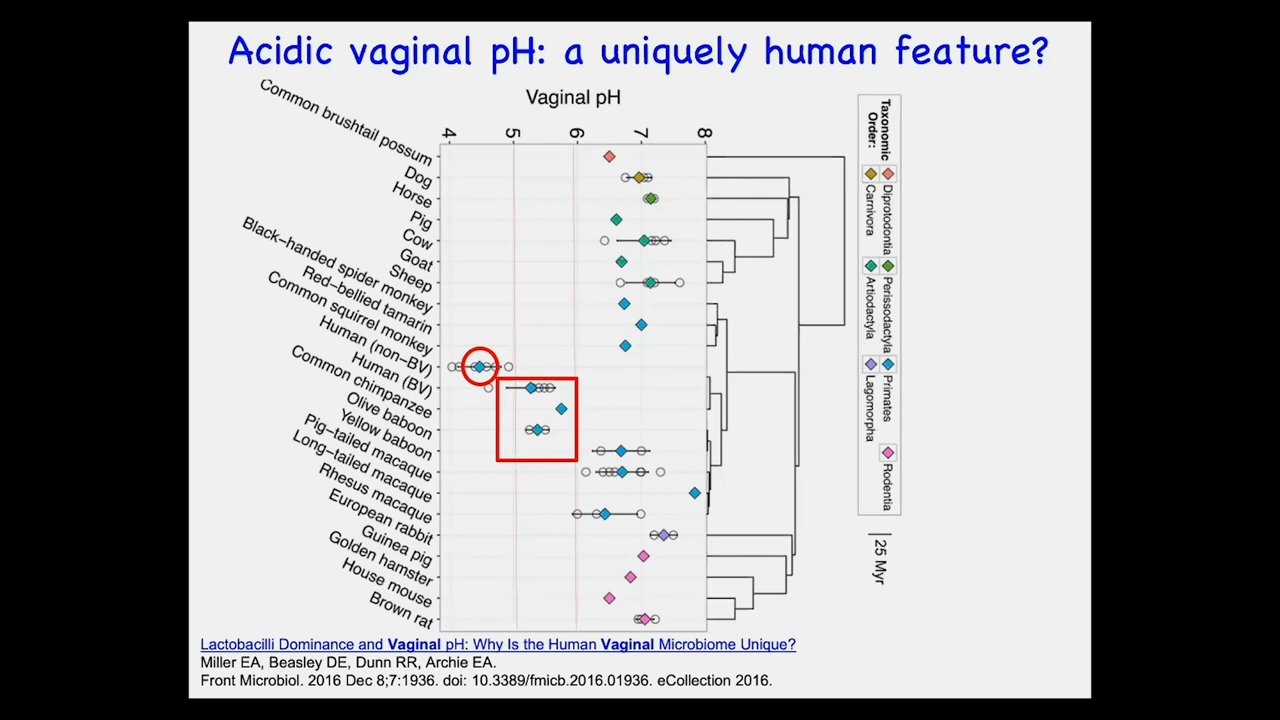 Acidic vaginal pH: a uniquely human feature?
Vaginal pH
4 5 6 7 8
Common brushtail possum
Dog
Horse
Pig
Cow
Goat
Sheep
Black-handed spider monkey
Red-bellied tamarin
Common squirrel monkey
Human (non-BV)
Human (BV)
Common chimpanzee
Olive baboon
Yellow baboon
Pig-tailed macaque
Long-tailed macaque
Rhesus macaque
European rabbit
Guinea pig
Golden hamster
House mouse
Brown rat
Taxonomic
Order:
Diprotodontia
Carnivora
Perissodactyla
Artiodactyla
Primates
Lagomorpha
Rodentia
25 Myr
Lactobacilli Dominance and Vaginal pH: Why Is the Human Vaginal Microbiome Unique?
Miller EA, Beasley DE, Dunn RR, Archie EA.
Front Microbiol. 2016 Dec 8;7:1936. doi: 10.3389/fmicb.2016.01936. eCollection 2016.